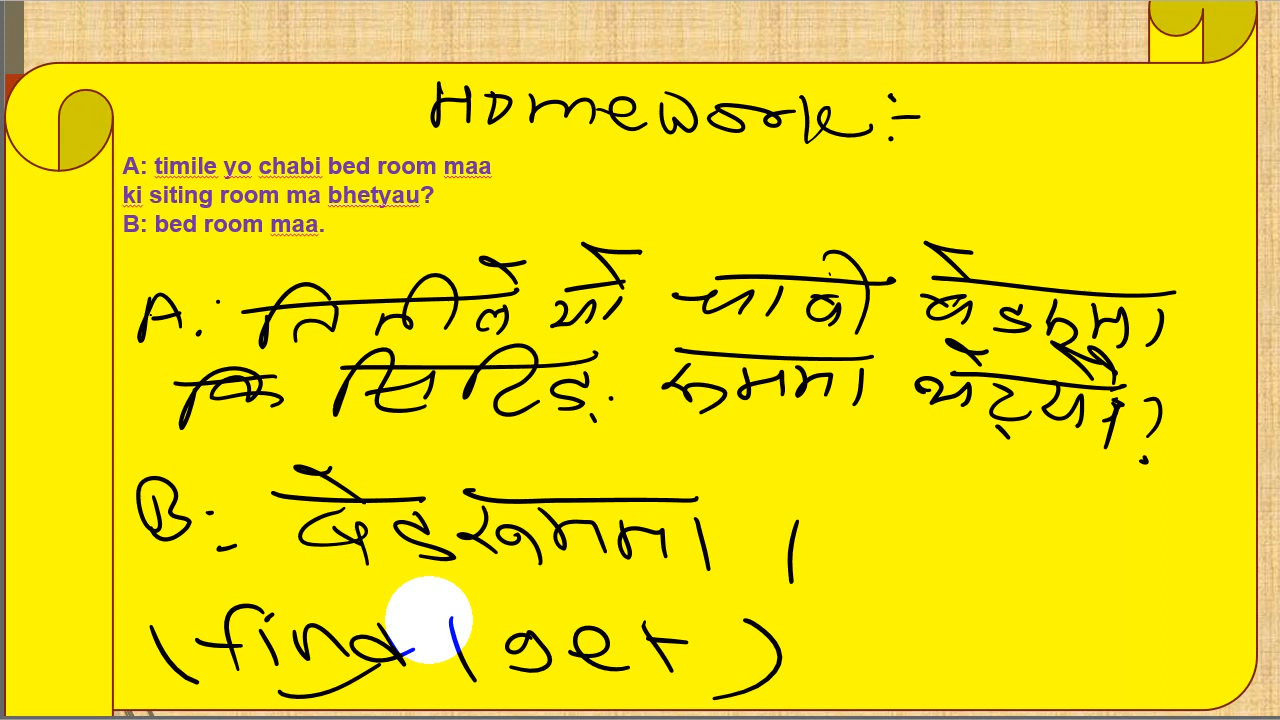 Homework :-
A: timile yo chabi bed room maa
ki siting room ma bhetyau?
B: bed room maa.
A: तिमीले यो चाबी बेडरुममा
कि सिटिङ रुममा भेट्यौ?
B: बेडरूममा ।
(find / get)